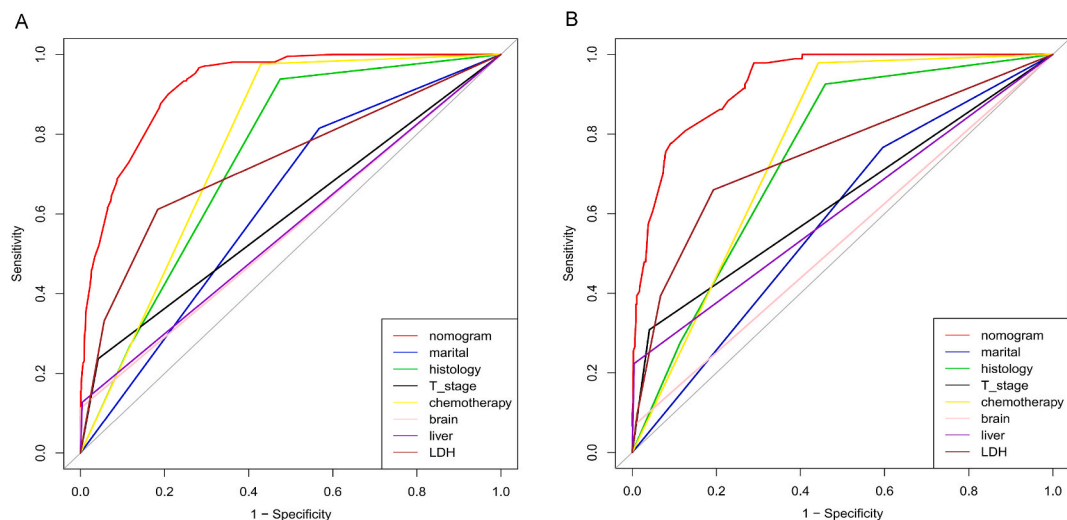 A
Sensitivity
1.0
0.8
0.6
0.4
0.2
0.0
nomogram
marital
histology
T_stage
chemotherapy
brain
liver
LDH
0.0 0.2 0.4 0.6 0.8 1.0
1 − Specificity
B
Sensitivity
1.0
0.8
0.6
0.4
0.2
0.0
nomogram
marital
histology
T_stage
chemotherapy
brain
liver
LDH
0.0 0.2 0.4 0.6 0.8 1.0
1 − Specificity